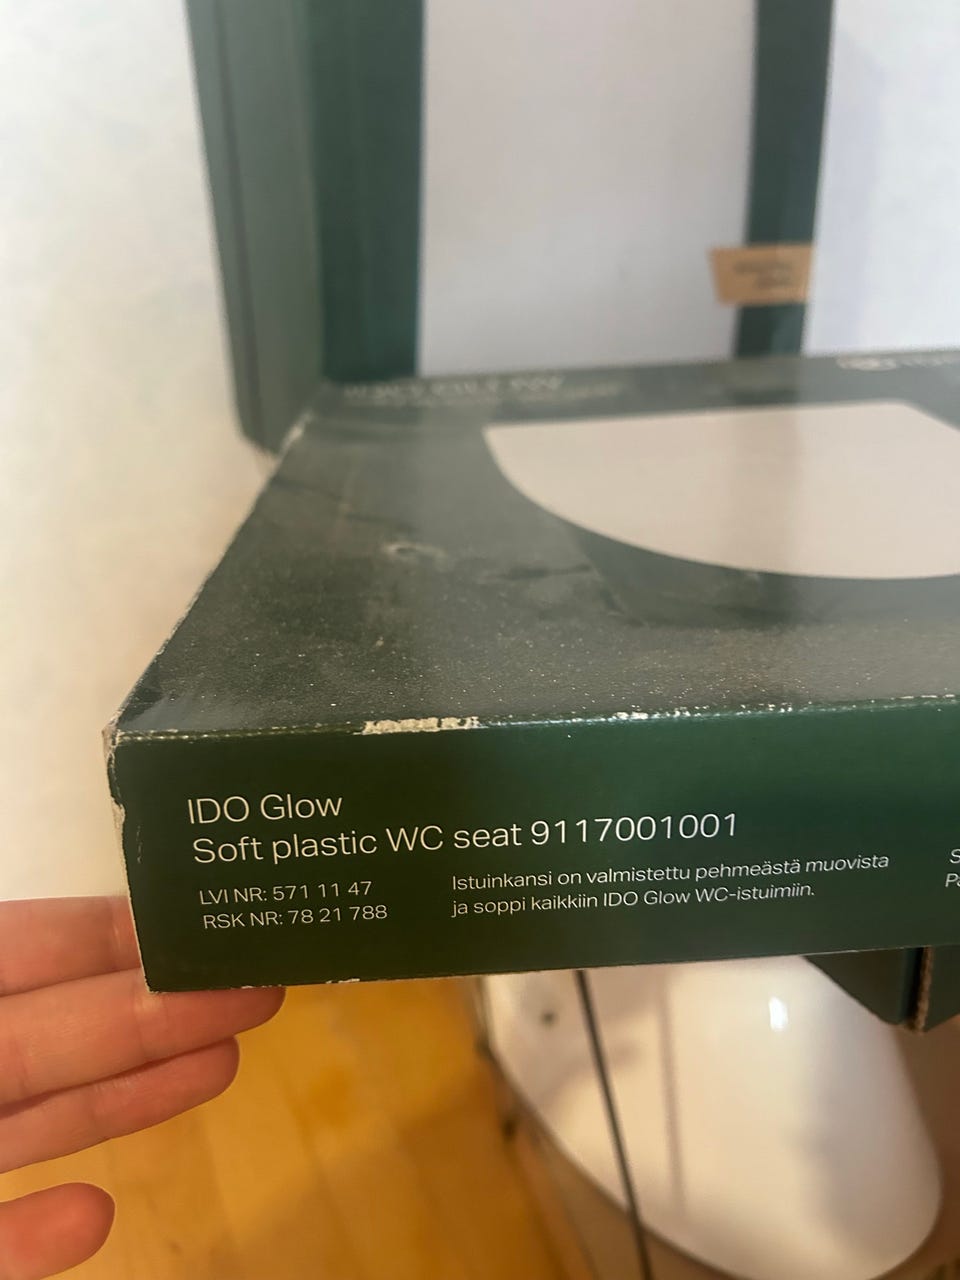 IDO Glow
Soft plastic WC seat 9117001001
LVI NR: 571 11 47
RSK NR: 78 21 788
Istuinkansi on valmistettu pehmeästä muovista
ja soppi kaikkiin IDO Glow WC-istuimiin.